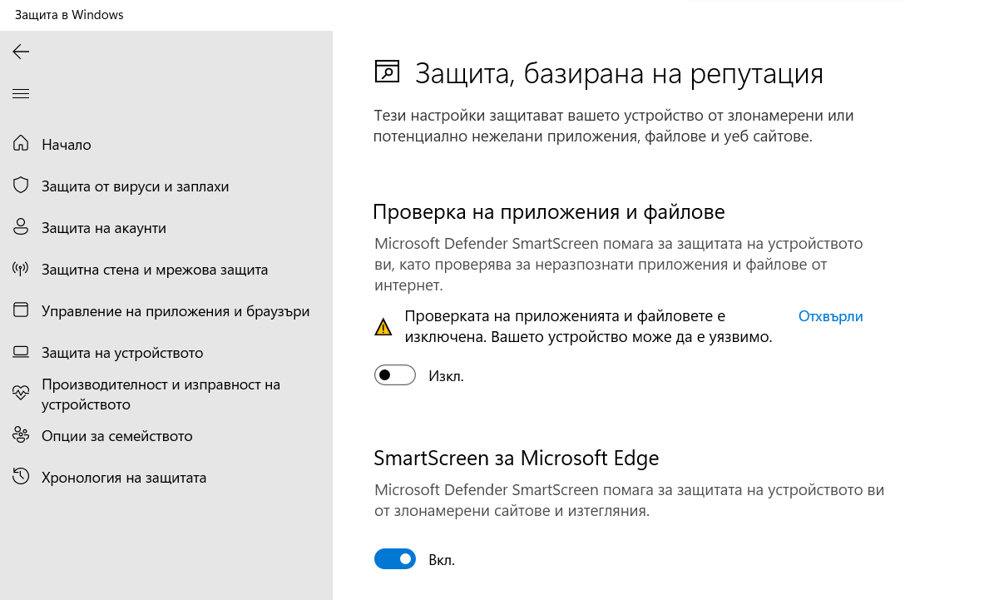 Защита в Windows
Начало
Защита от вируси и заплахи
Защита на акаунти
Защитна стена и мрежова защита
Управление на приложения и браузъри
Защита на устройството
Производителност и изправност на
устройството
Опции за семейството
Хронология на защитата
Защита, базирана на репутация
Тези настройки защитават вашето устройство от злонамерени или
потенциално нежелани приложения, файлове и уеб сайтове.
Проверка на приложения и файлове
Microsoft Defender SmartScreen помага за защитата на устройството
ви, като проверява за неразпознати приложения и файлове от
интернет.
Проверката на приложенията и файловете е
изключена. Вашето устройство може да е уязвимо.
Отхвърли
Изкл.
SmartScreen за Microsoft Edge
Microsoft Defender SmartScreen помага за защитата на устройството ви
от злонамерени сайтове и изтегляния.
Вкл.